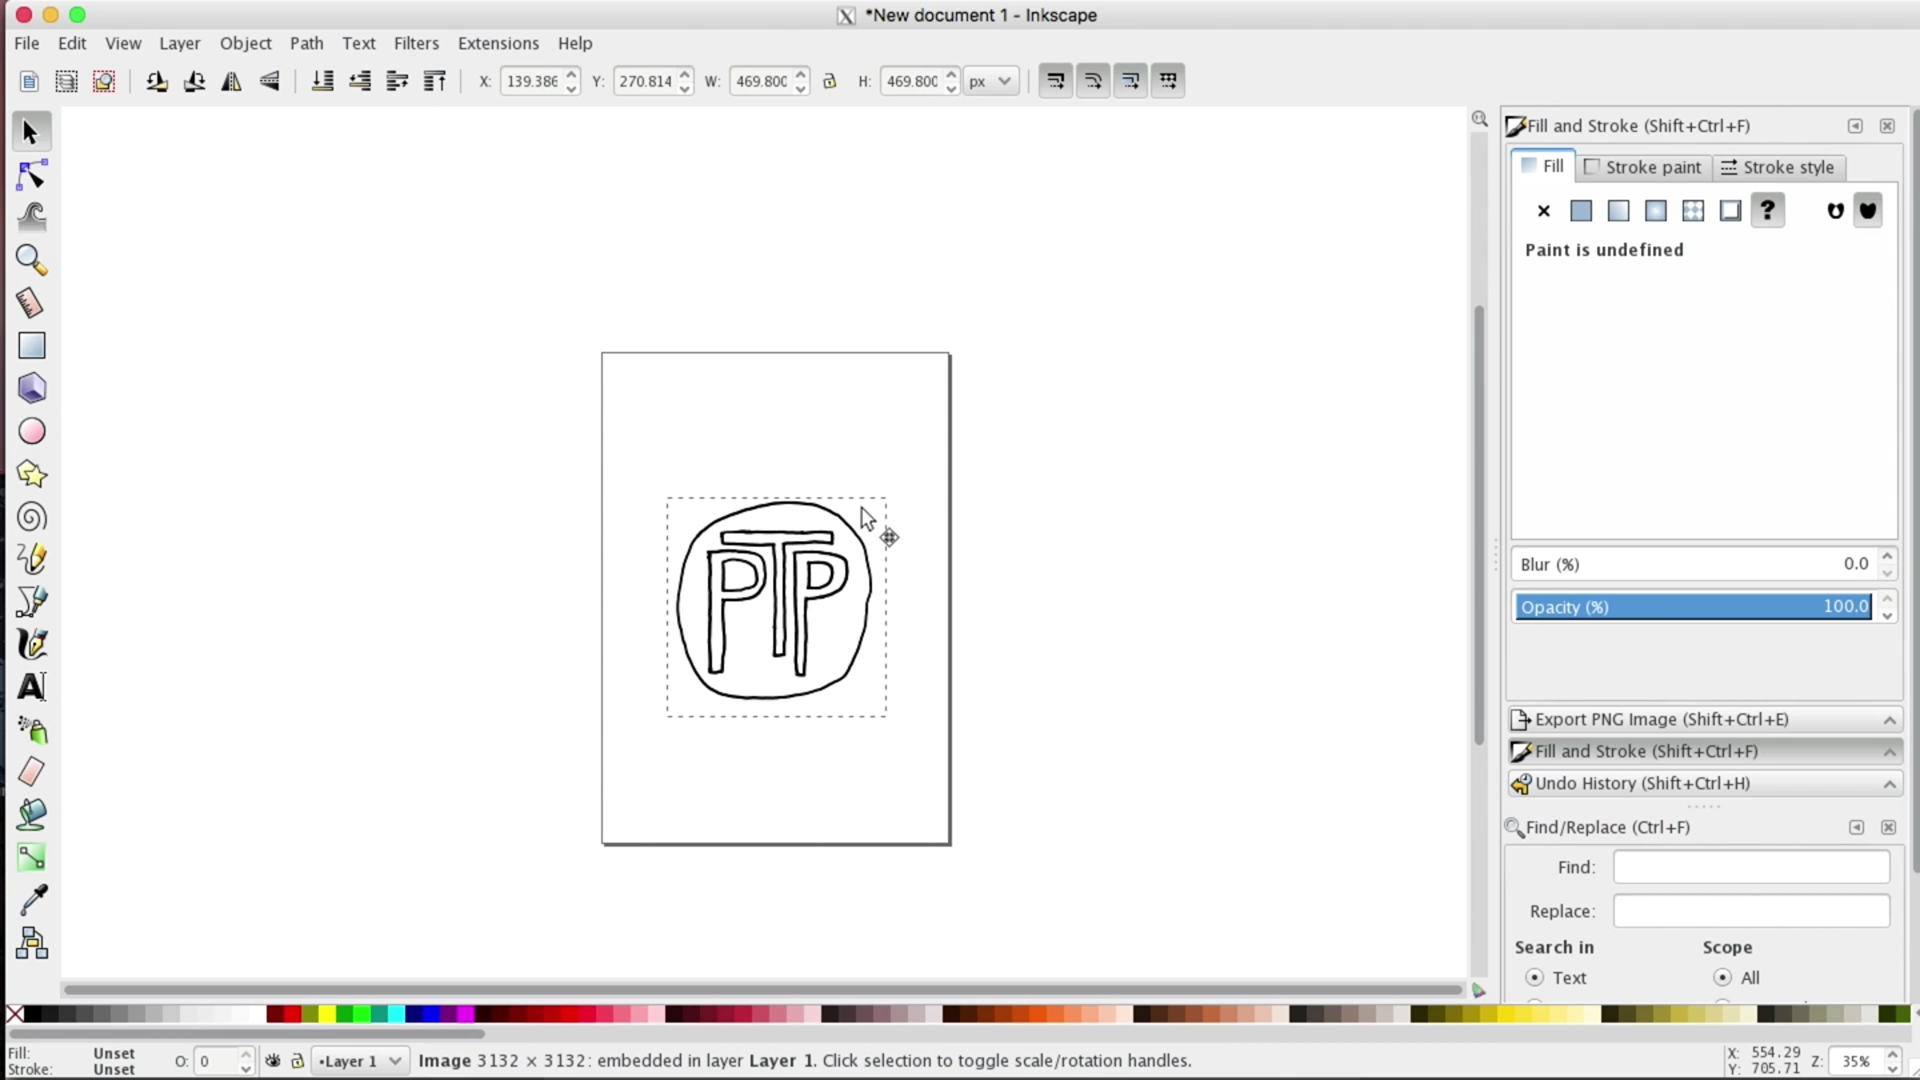 *New document 1 - Inkscape
File Edit View Layer Object Path Text Filters Extensions Help
X: 139.386 Y: 270.814 W: 469.800 H: 469.800 px
Fill and Stroke (Shift+Ctrl+F)
Fill Stroke paint Stroke style
?
Paint is undefined
PTP
Blur (%) 0.0
Opacity (%) 100.0
Export PNG Image (Shift+Ctrl+E)
Fill and Stroke (Shift+Ctrl+F)
Undo History (Shift+Ctrl+H)
Find/Replace (Ctrl+F)
Find:
Replace:
Search in Scope
Text All
Fill: Unset
Stroke: Unset
O: 0
•Layer 1
Image 3132 × 3132: embedded in layer Layer 1. Click selection to toggle scale/rotation handles.
X: 554.29
Y: 705.71
Z: 35%